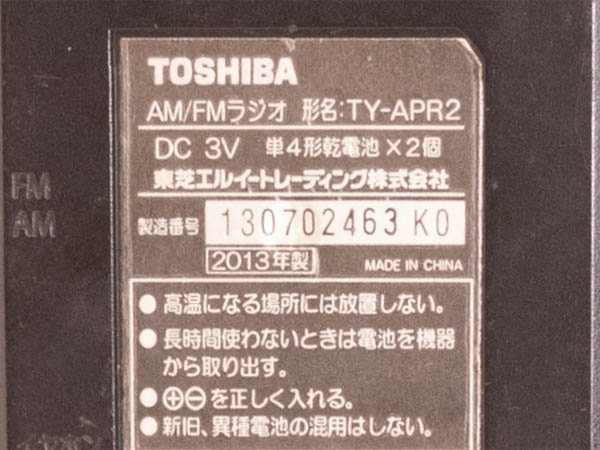 TOSHIBA
AM/FMラジオ 形名:TY-APR2
DC 3V 単4形乾電池×2個
東芝エルイートレーディング株式会社
製造番号 130702463 K0
2013年製 MADE IN CHINA
●高温になる場所には放置しない。
●長時間使わないときは電池を機器
から取り出す。
●⊕⊖を正しく入れる。
●新旧、異種電池の混用はしない。
FM
AM
イヤホン